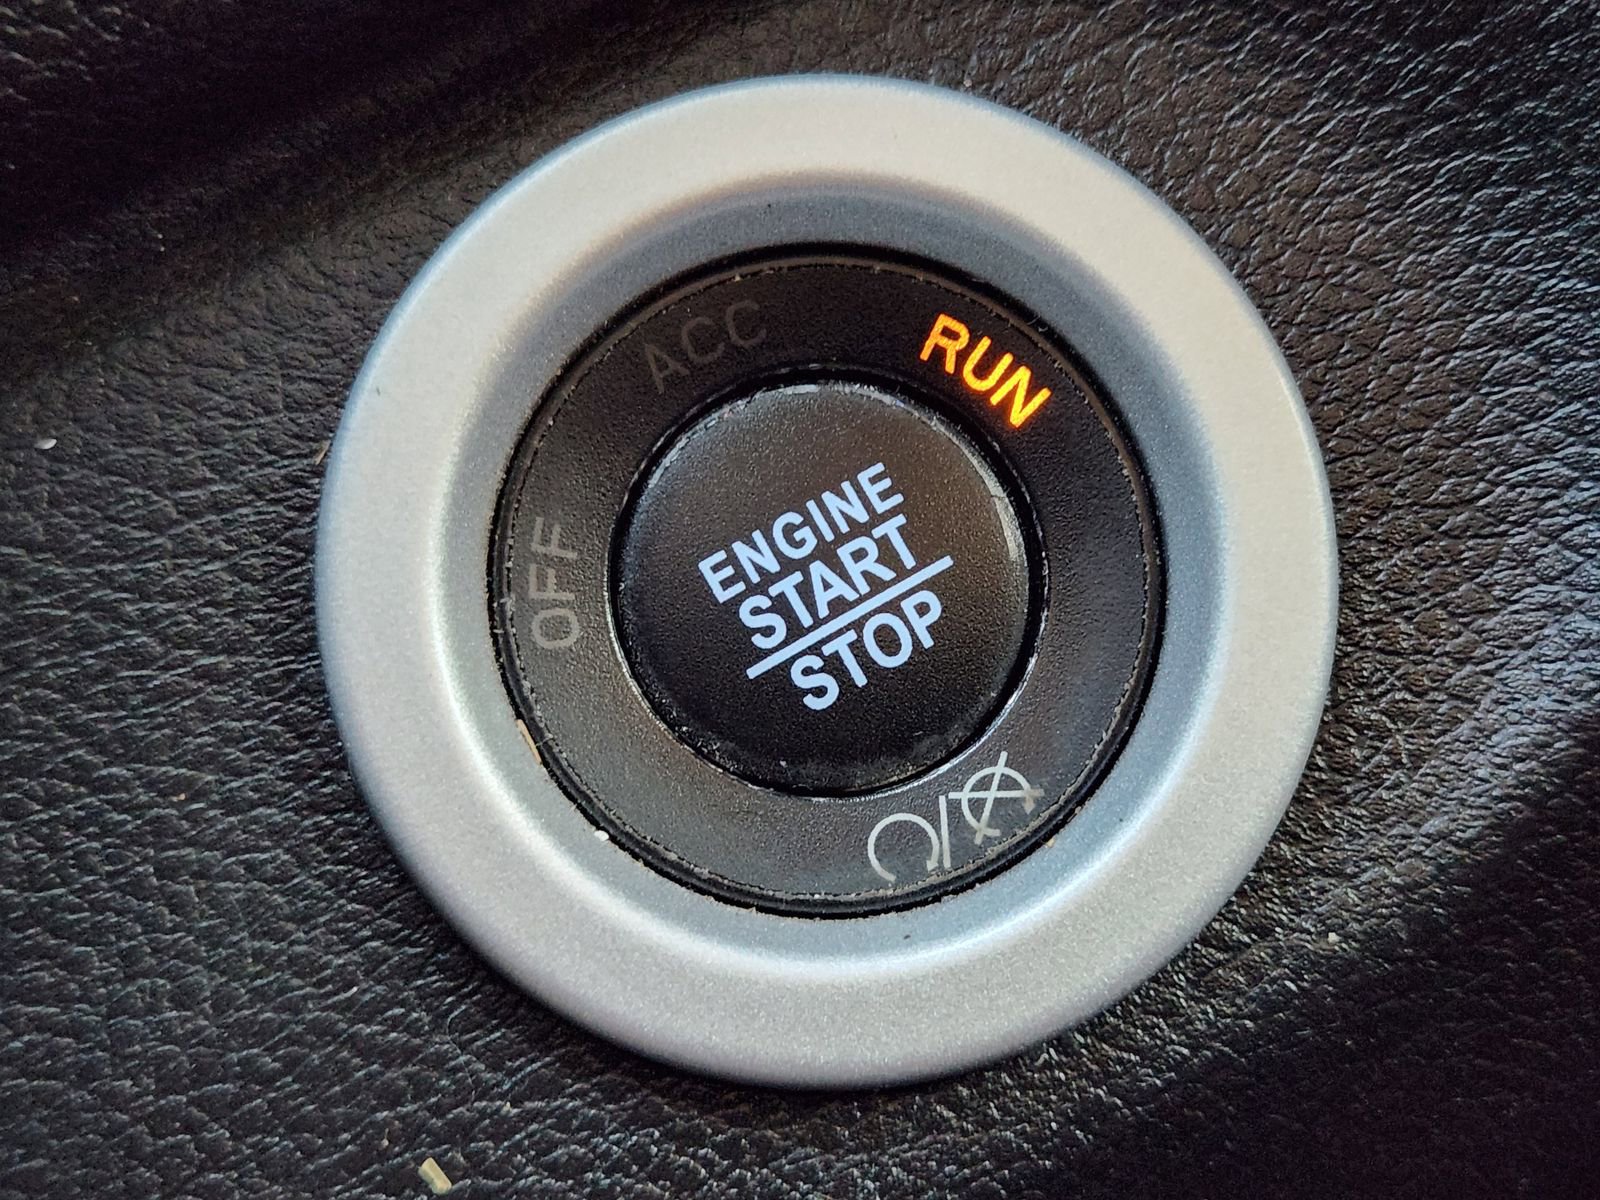 OFF
ACC
RUN
ENGINE
START
STOP